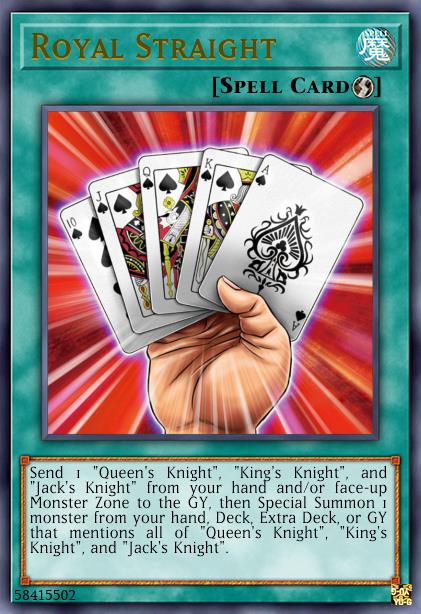 ROYAL STRAIGHT
SPELL
魔
[SPELL CARD]
10
J
Q
K
A
A
Send 1 "Queen's Knight", "King's Knight", and
"Jack's Knight" from your hand and/or face-up
Monster Zone to the GY, then Special Summon 1
monster from your hand, Deck, Extra Deck, or GY
that mentions all of "Queen's Knight", "King's
Knight", and "Jack's Knight".
58415502